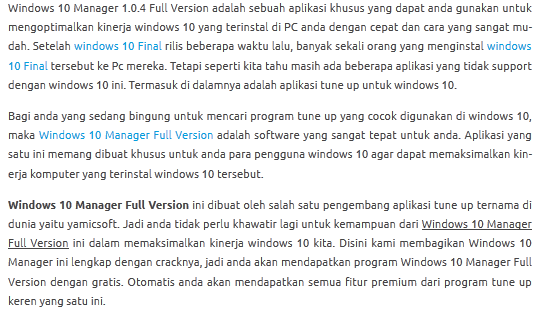 Windows 10 Manager 1.0.4 Full Version adalah sebuah aplikasi khusus yang dapat anda gunakan untuk
mengoptimalkan kinerja windows 10 yang terinstal di PC anda dengan cepat dan cara yang sangat mu-
dah. Setelah windows 10 Final rilis beberapa waktu lalu, banyak sekali orang yang menginstal windows
10 Final tersebut ke Pc mereka. Tetapi seperti kita tahu masih ada beberapa aplikasi yang tidak support
dengan windows 10 ini. Termasuk di dalamnya adalah aplikasi tune up untuk windows 10.
Bagi anda yang sedang bingung untuk mencari program tune up yang cocok digunakan di windows 10,
maka Windows 10 Manager Full Version adalah software yang sangat tepat untuk anda. Aplikasi yang
satu ini memang dibuat khusus untuk anda para pengguna windows 10 agar dapat memaksimalkan kin-
erja komputer yang terinstal windows 10 tersebut.
Windows 10 Manager Full Version ini dibuat oleh salah satu pengembang aplikasi tune up ternama di
dunia yaitu yamicsoft. Jadi anda tidak perlu khawatir lagi untuk kemampuan dari Windows 10 Manager
Full Version ini dalam memaksimalkan kinerja windows 10 kita. Disini kami membagikan Windows 10
Manager ini lengkap dengan cracknya, jadi anda akan mendapatkan program Windows 10 Manager Full
Version dengan gratis. Otomatis anda akan mendapatkan semua fitur premium dari program tune up
keren yang satu ini.